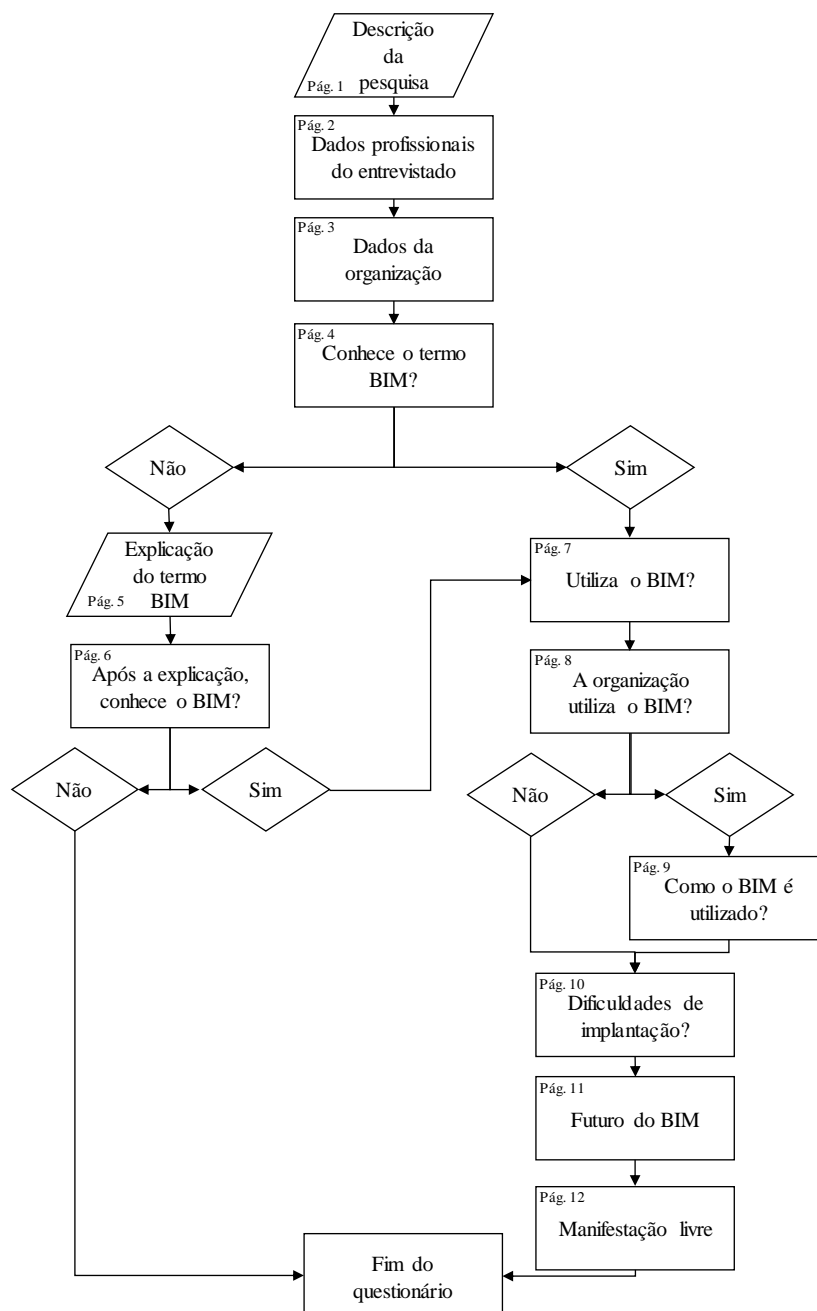 Descrição
da
pesquisa
Pág. 1
Pág. 2
Dados profissionais
do entrevistado
Pág. 3
Dados da
organização
Pág. 4
Conhece o termo
BIM?
Não
Sim
Explicação
do termo
BIM
Pág. 5
Pág. 7
Utiliza o BIM?
Pág. 6
Após a explicação,
conhece o BIM?
Pág. 8
A organização
utiliza o BIM?
Não
Sim
Não
Sim
Pág. 9
Como o BIM é
utilizado?
Pág. 10
Dificuldades de
implantação?
Pág. 11
Futuro do BIM
Pág. 12
Manifestação livre
Fim do
questionário